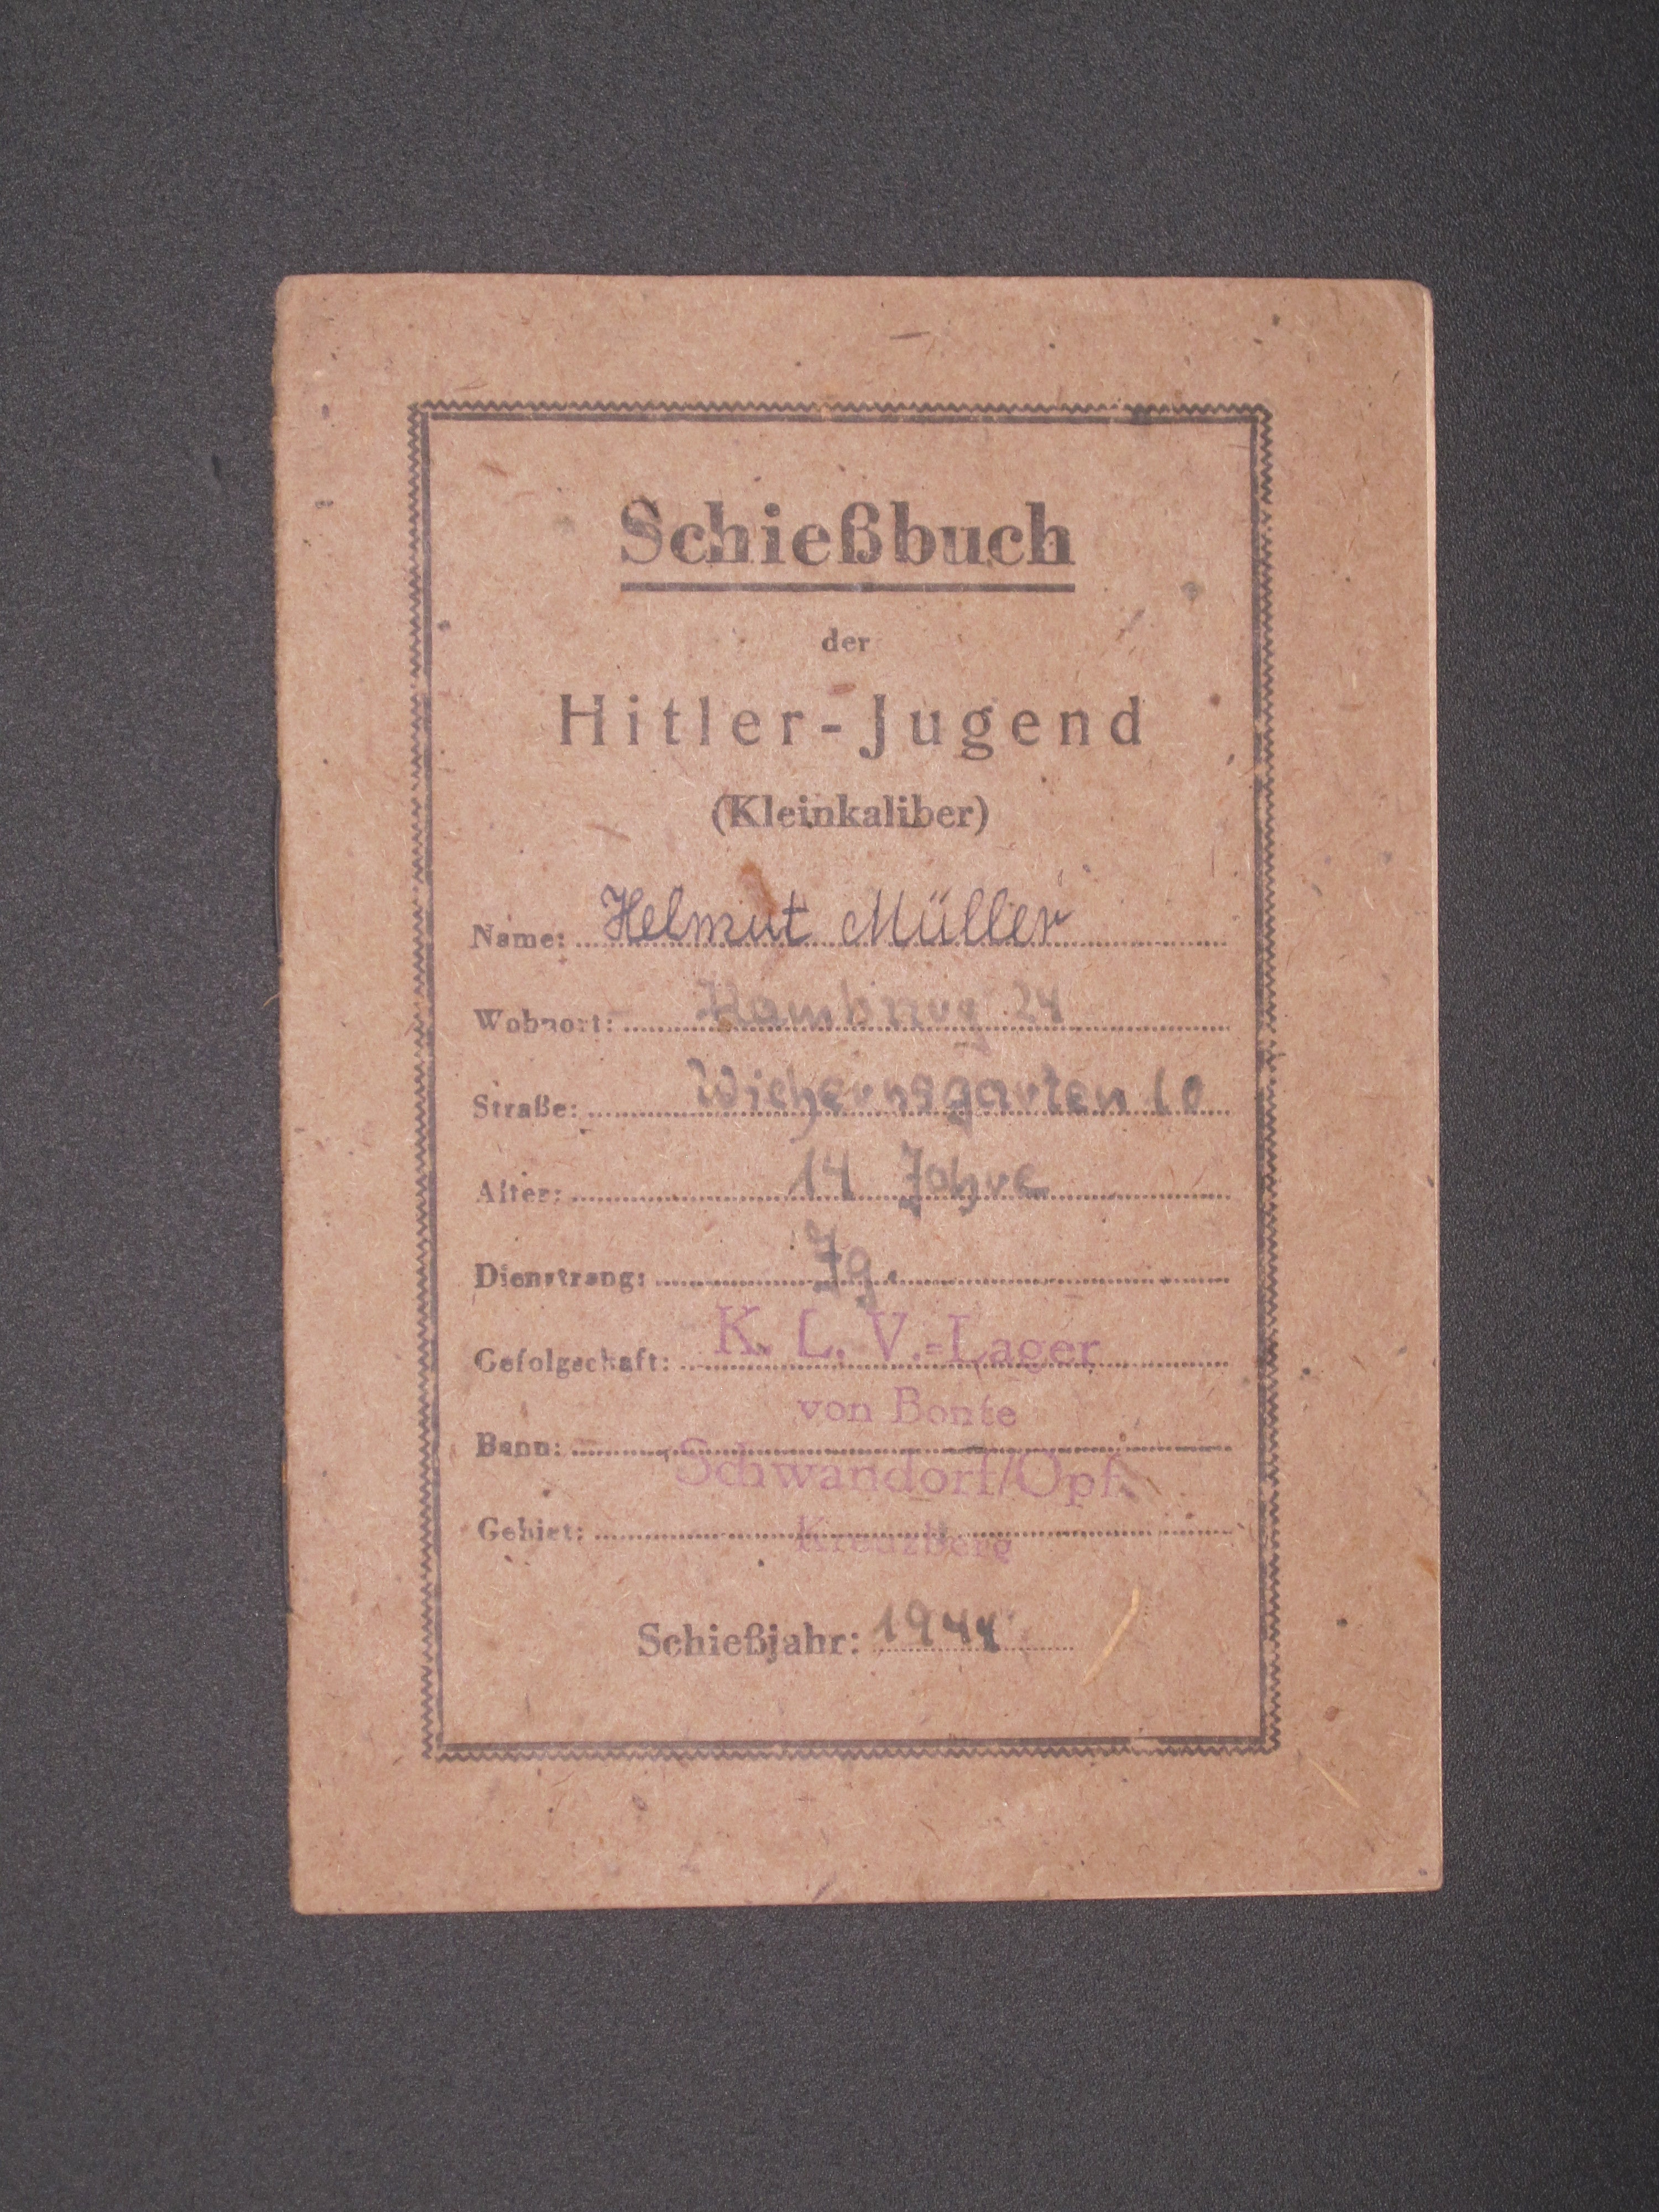 Schießbuch
der
Hitler-Jugend
(Kleinkaliber)
Name: Helmut Müller
Wohnort: Hamburg 24
Straße: Wichernsgarten 10
Alter: 14 Jahre
Dienstrang: Jg.
Gefolgschaft: K. L. V.-Lager
von Bonte
Bann:
Schwandorf/Opf.
Gebiet: Kreuzberg
Schießjahr: 1944